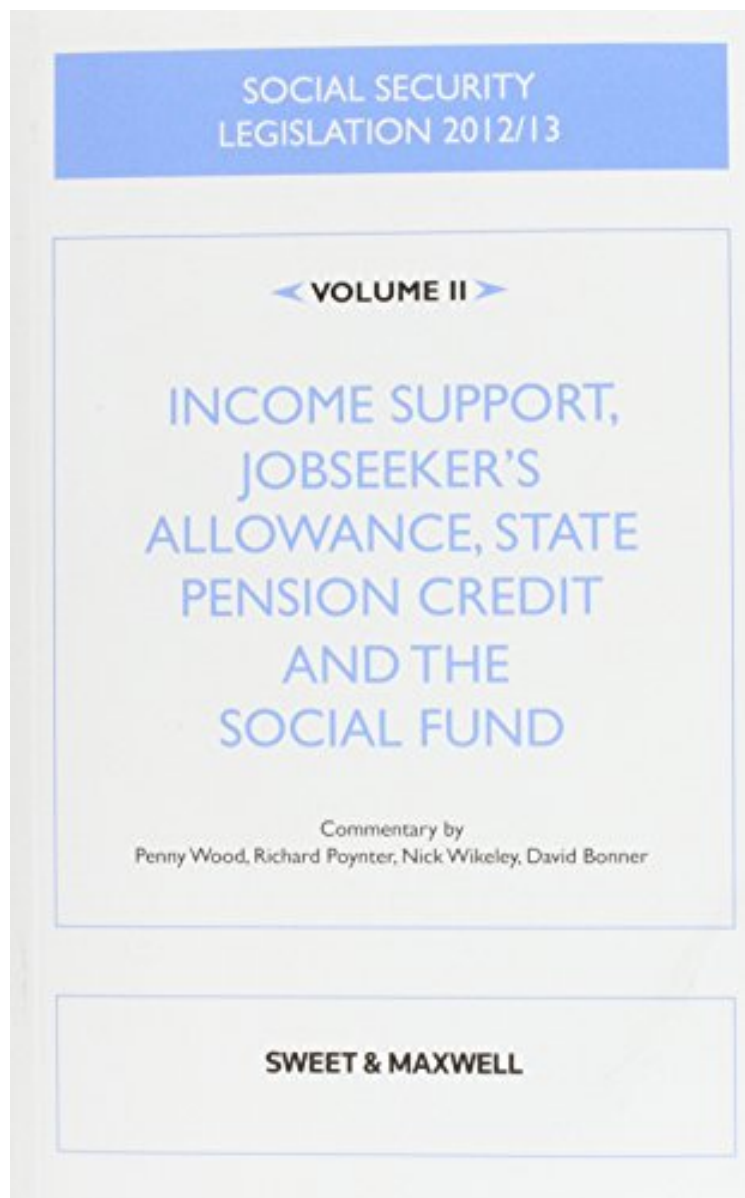 SOCIAL SECURITY
LEGISLATION 2012/13
VOLUME II
INCOME SUPPORT,
JOBSEEKER'S
ALLOWANCE, STATE
PENSION CREDIT
AND THE
SOCIAL FUND
Commentary by
Penny Wood, Richard Poynter, Nick Wikeley, David Bonner
SWEET & MAXWELL